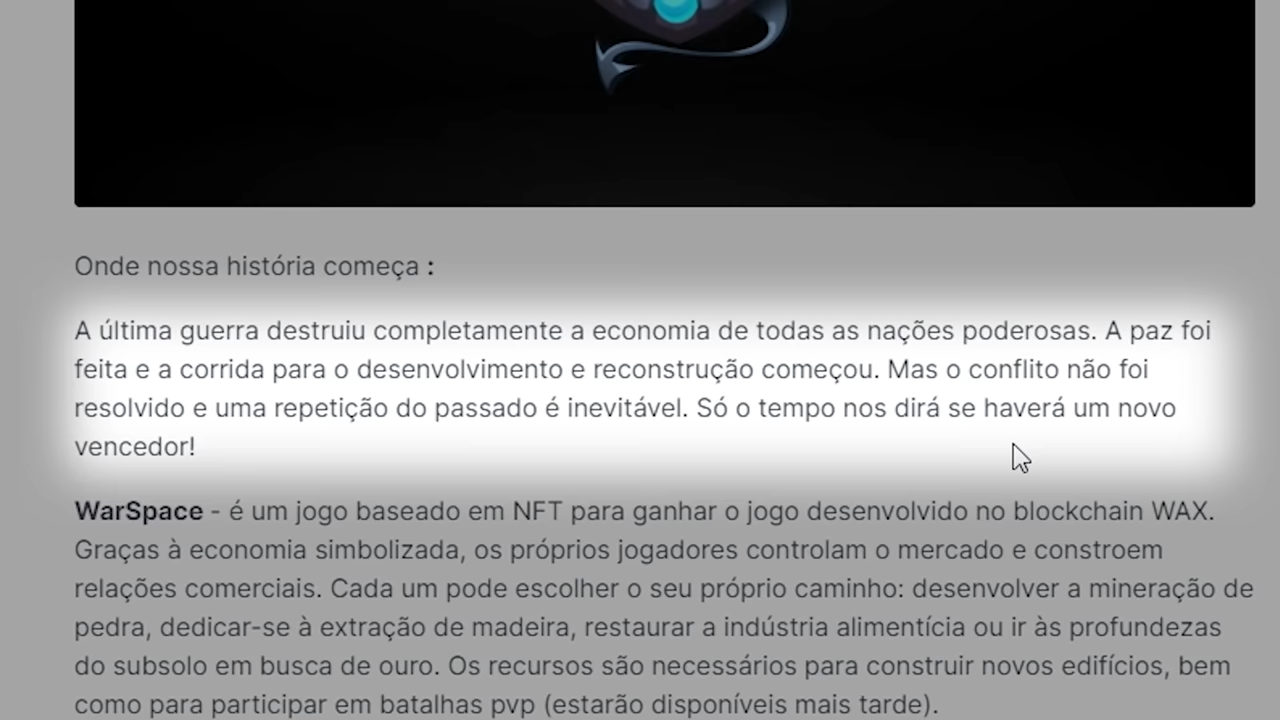 Onde nossa história começa :
A última guerra destruiu completamente a economia de todas as nações poderosas. A paz foi
feita e a corrida para o desenvolvimento e reconstrução começou. Mas o conflito não foi
resolvido e uma repetição do passado é inevitável. Só o tempo nos dirá se haverá um novo
vencedor!
WarSpace - é um jogo baseado em NFT para ganhar o jogo desenvolvido no blockchain WAX.
Graças à economia simbolizada, os próprios jogadores controlam o mercado e constroem
relações comerciais. Cada um pode escolher o seu próprio caminho: desenvolver a mineração de
pedra, dedicar-se à extração de madeira, restaurar a indústria alimentícia ou ir às profundezas
do subsolo em busca de ouro. Os recursos são necessários para construir novos edifícios, bem
como para participar em batalhas pvp (estarão disponíveis mais tarde).